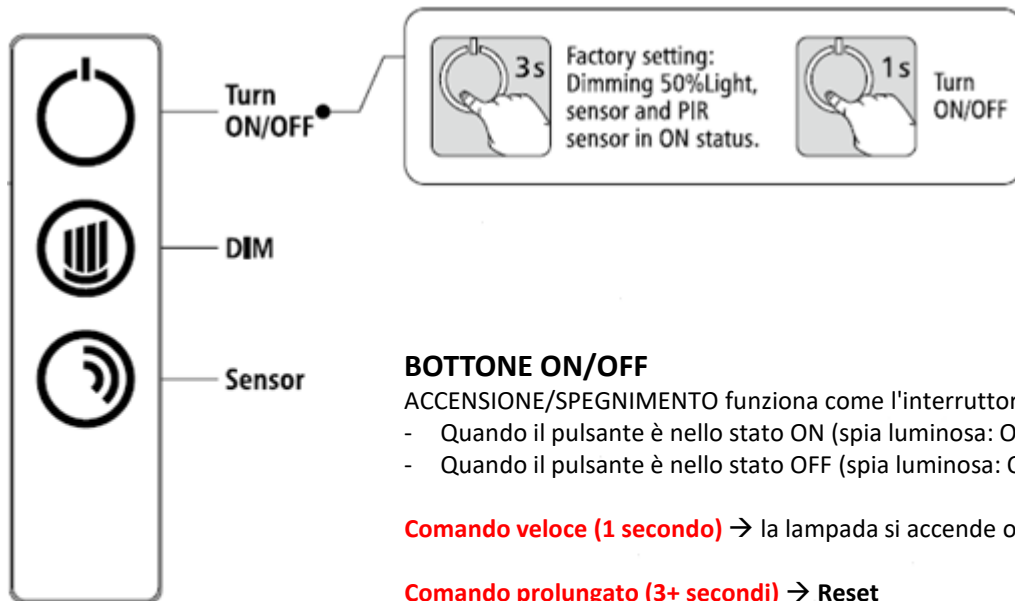 Turn
ON/OFF
DIM
Sensor
3s
Factory setting:
Dimming 50%Light,
sensor and PIR
sensor in ON status.
1s
Turn
ON/OFF
BOTTONE ON/OFF
ACCENSIONE/SPEGNIMENTO funziona come l'interruttor
- Quando il pulsante è nello stato ON (spia luminosa: O
- Quando il pulsante è nello stato OFF (spia luminosa:
Comando veloce (1 secondo) → la lampada si accende o
Comando prolungato (3+ secondi) → Reset